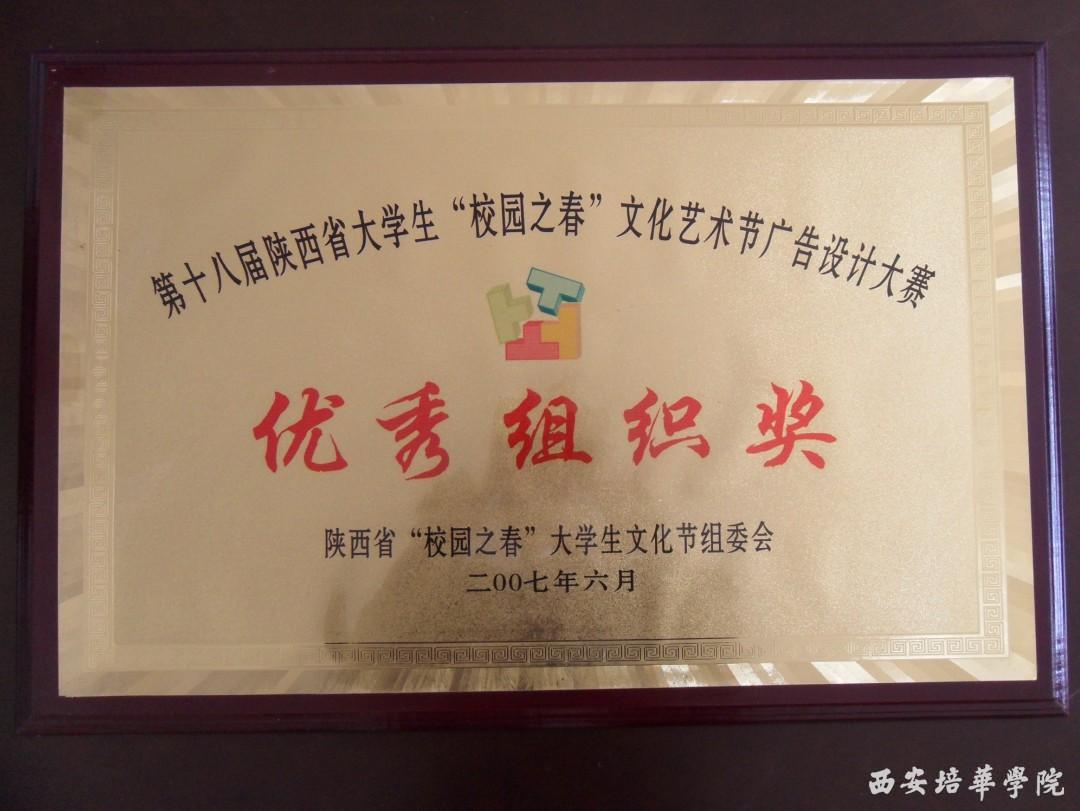 第十八届陕西省大学生“校园之春”文化艺术节广告设计大赛
优秀组织奖
陕西省“校园之春”大学生文化节组委会
二00七年六月
西安培華學院